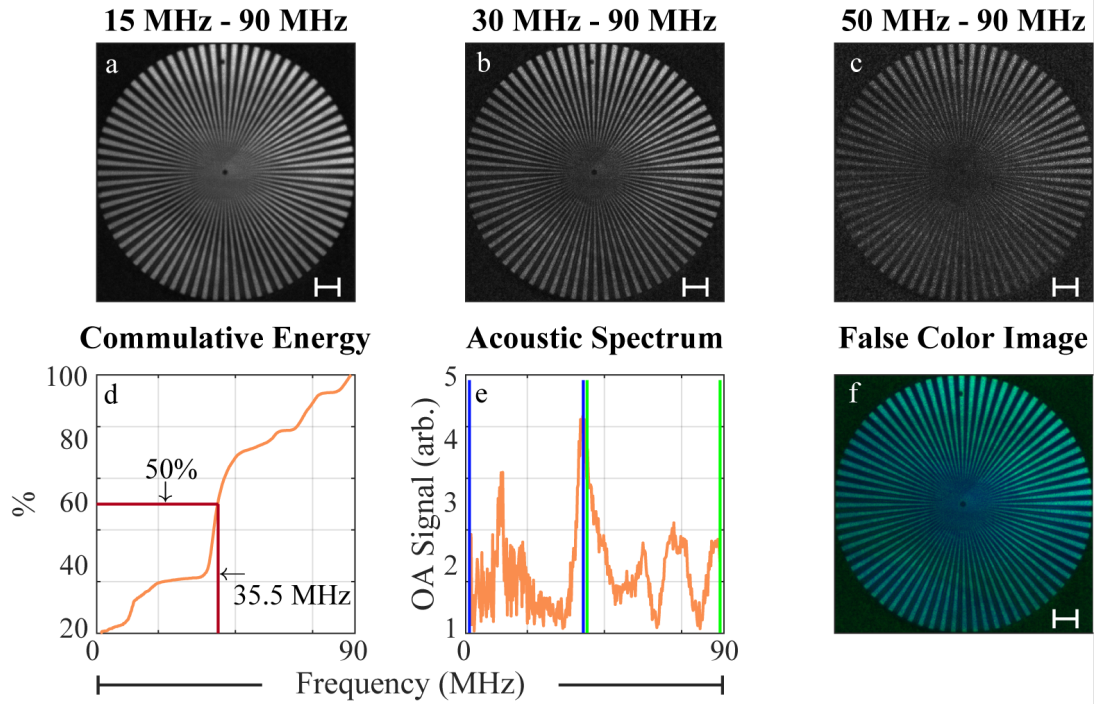 15 MHz - 90 MHz
30 MHz - 90 MHz
50 MHz - 90 MHz
a
b
c
Commulative Energy
Acoustic Spectrum
False Color Image
100
80
60
40
20
%
d
50%
35.5 MHz
0
90
5
4
3
2
1
OA Signal (arb.)
e
0
90
f
Frequency (MHz)